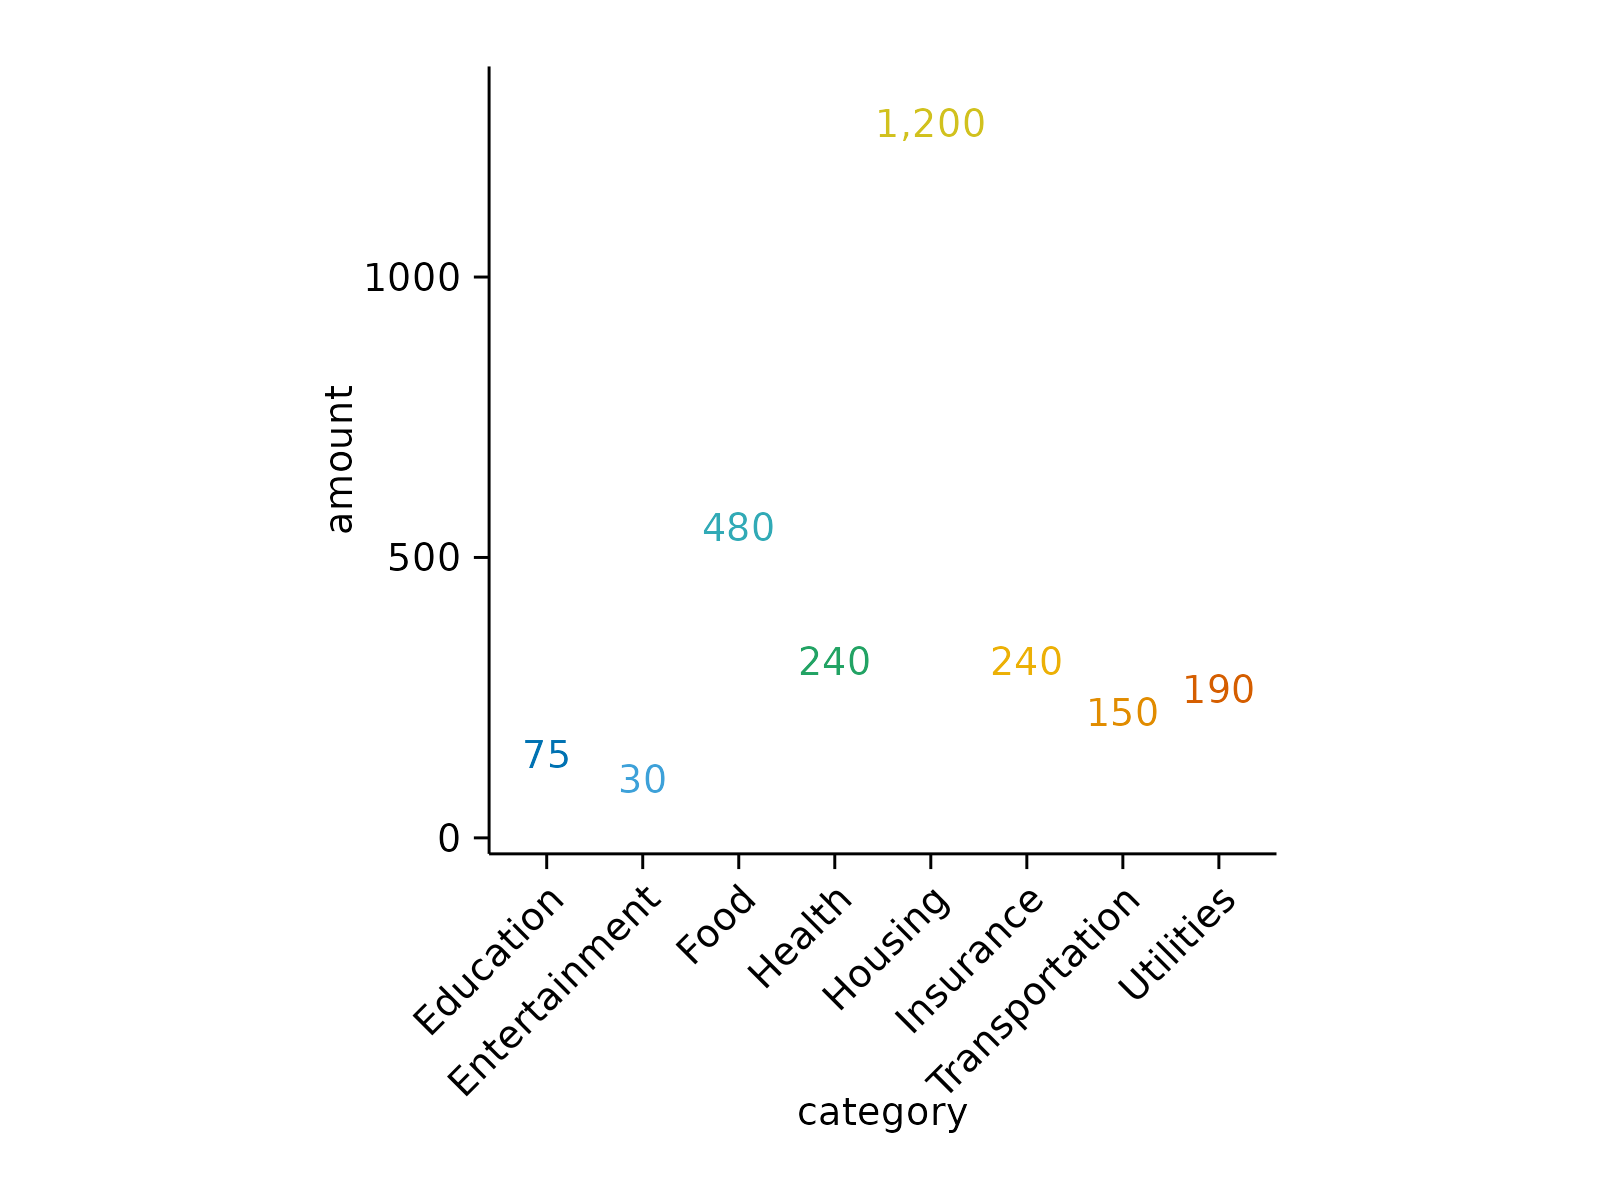 1,200
1000
amount
480
500
240
240
190
150
75
30
0
Education
Entertainment
Food
Health
Housing
Insurance
Transportation
Utilities
category